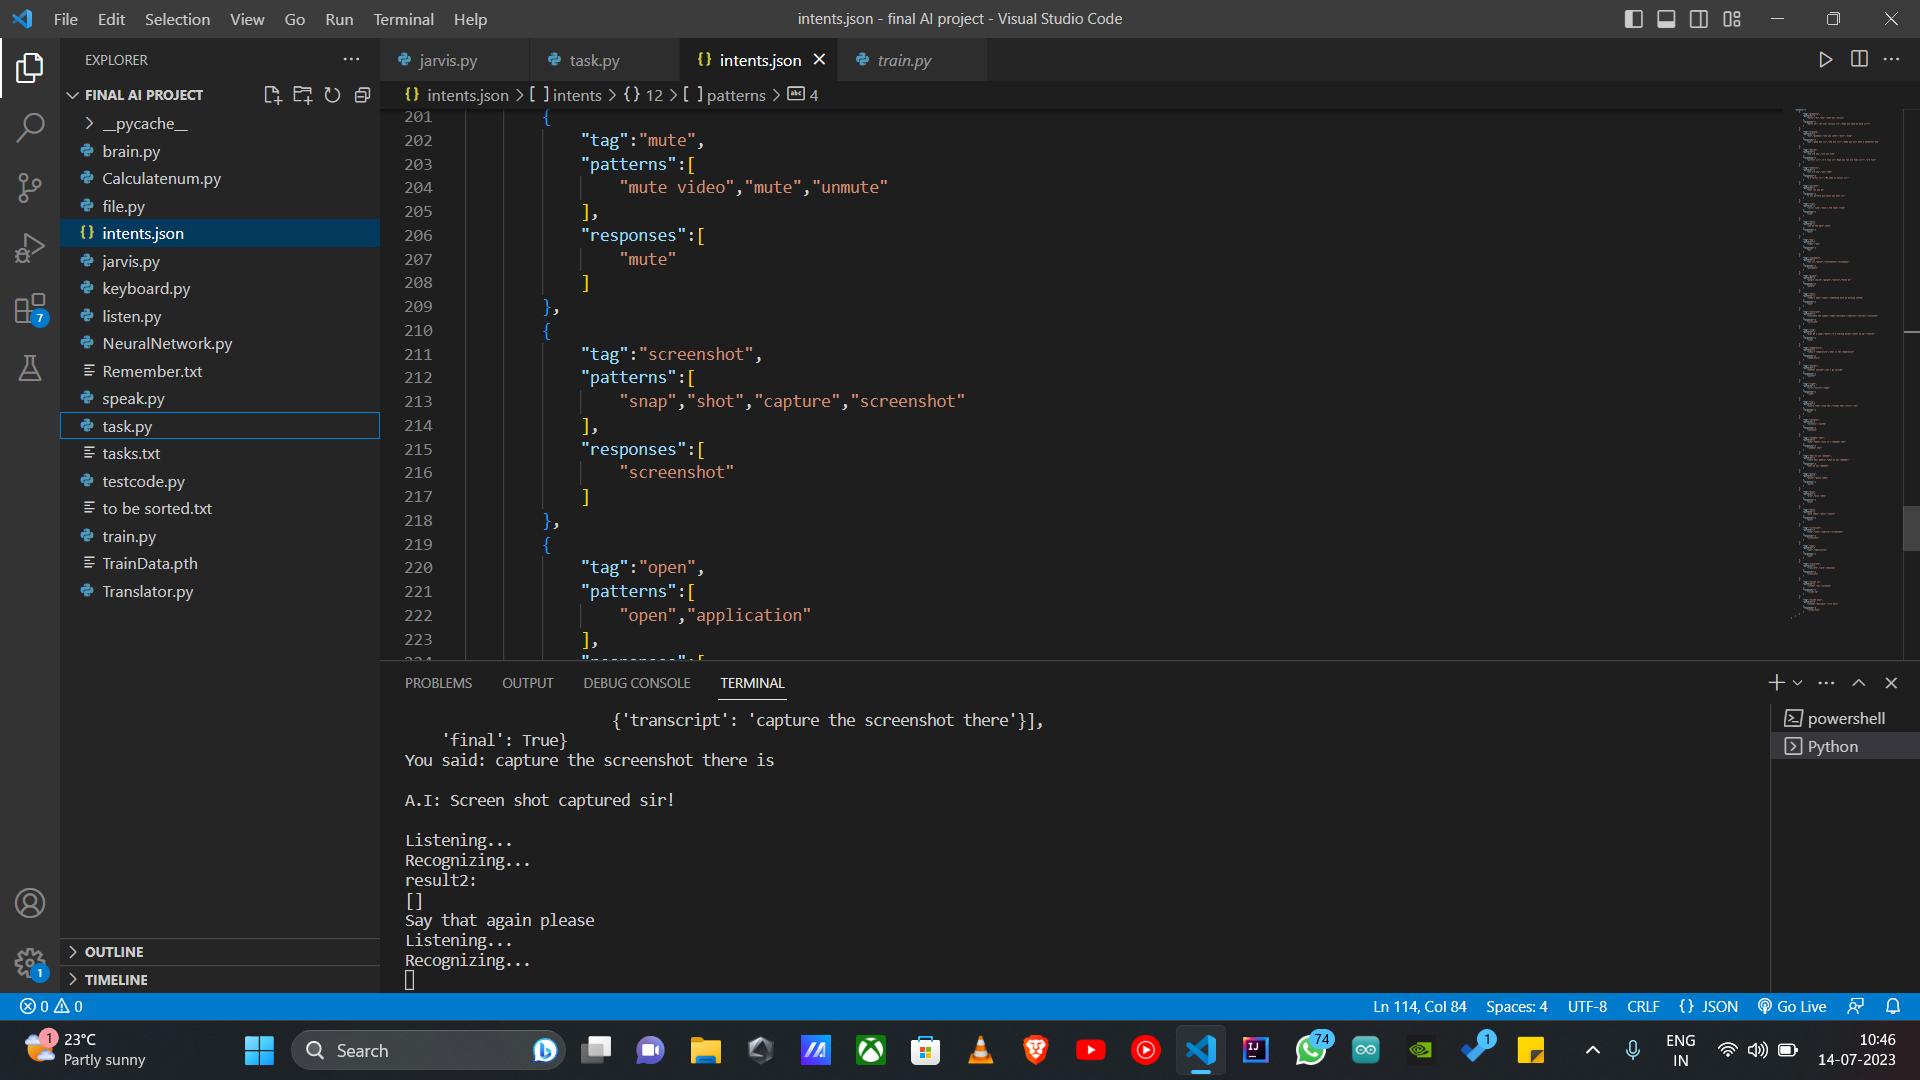 File Edit Selection View Go Run Terminal Help
intents.json - final AI project - Visual Studio Code
EXPLORER
jarvis.py
task.py
{} intents.json
train.py
FINAL AI PROJECT
{} intents.json > [ ] intents > {} 12 > [ ] patterns > abc 4
__pycache__
brain.py
Calculatenum.py
file.py
{} intents.json
jarvis.py
keyboard.py
listen.py
NeuralNetwork.py
Remember.txt
speak.py
task.py
tasks.txt
testcode.py
to be sorted.txt
train.py
TrainData.pth
Translator.py
OUTLINE
TIMELINE
7
1
201 {
202 "tag":"mute",
203 "patterns":[
204 "mute video","mute","unmute"
205 ],
206 "responses":[
207 "mute"
208 ]
209 },
210 {
211 "tag":"screenshot",
212 "patterns":[
213 "snap","shot","capture","screenshot"
214 ],
215 "responses":[
216 "screenshot"
217 ]
218 },
219 {
220 "tag":"open",
221 "patterns":[
222 "open","application"
223 ],
PROBLEMS OUTPUT DEBUG CONSOLE TERMINAL
{'transcript': 'capture the screenshot there'}],
'final': True}
You said: capture the screenshot there is
A.I: Screen shot captured sir!
Listening...
Recognizing...
result2:
[]
Say that again please
Listening...
Recognizing...
powershell
Python
0 0
Ln 114, Col 84 Spaces: 4 UTF-8 CRLF {} JSON Go Live
1
23°C
Partly sunny
Search
IJ
74
1
ENG
IN
10:46
14-07-2023